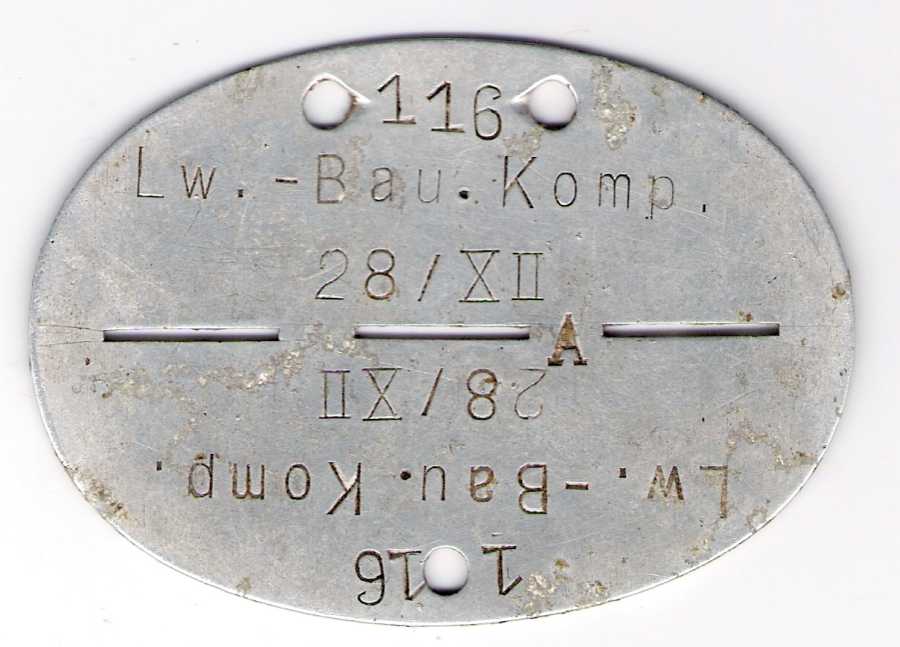 116
Lw.-Bau.Komp.
28/XII
A
28/XII
Lw.-Bau.Komp.
116